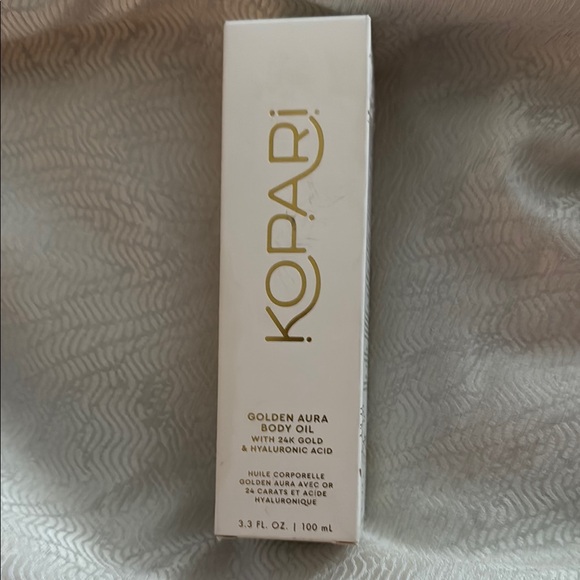 KOPARI
GOLDEN AURA
BODY OIL
WITH 24K GOLD
& HYALURONIC ACID
HUILE CORPORELLE
GOLDEN AURA AVEC OR
24 CARATS ET ACIDE
HYALURONIQUE
3.3 FL. OZ. | 100 mL